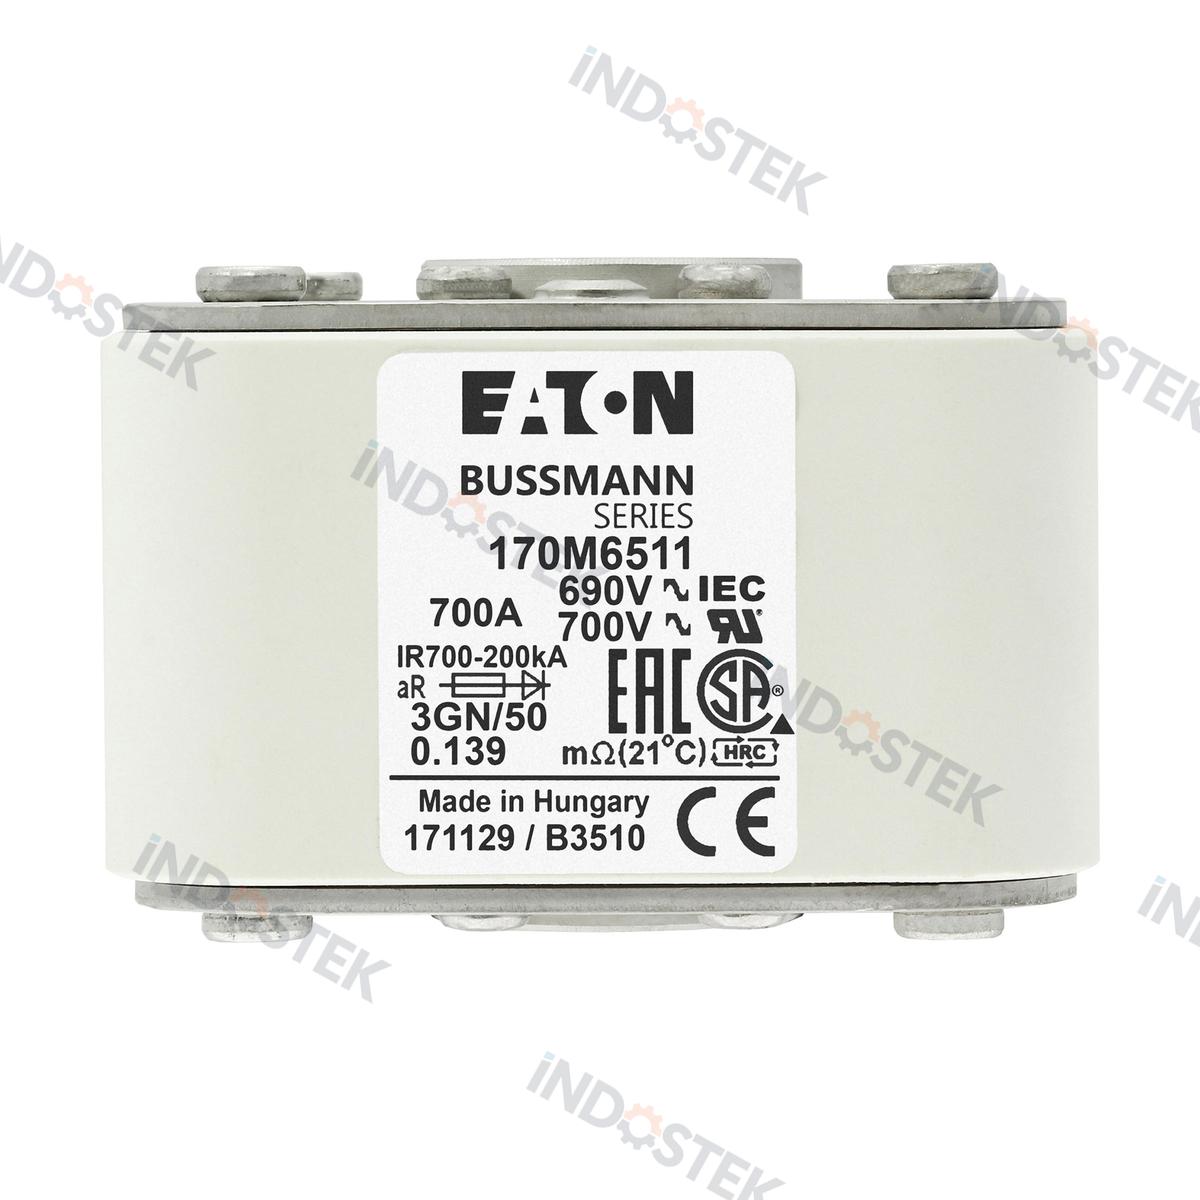 EATON
BUSSMANN
SERIES
170M6511
690V IEC
700A
700V
IR700-200kA
aR
EAC SA ®
3GN/50
0.139 mΩ(21°C) HRC
Made in Hungary
171129 / B3510 CE
iNDOSTEK
iNDOSTEK
iNDOSTEK
iNDOSTEK
iNDOSTEK
iNDOSTEK
iNDOSTEK